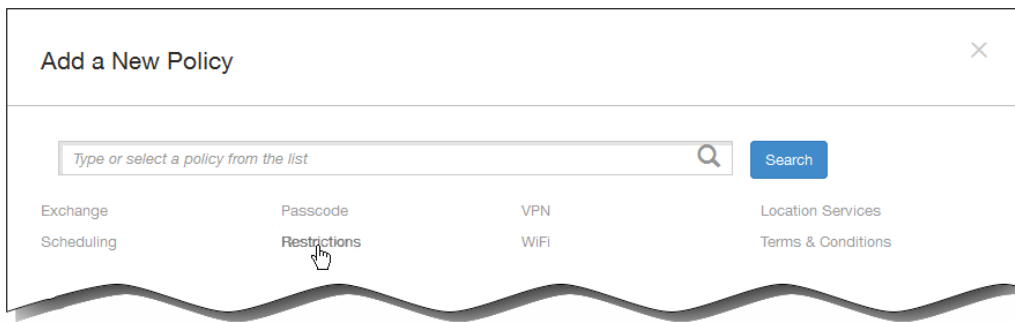 Add a New Policy
Type or select a policy from the list
Search
Exchange Passcode VPN Location Services
Scheduling Restrictions WiFi Terms & Conditions